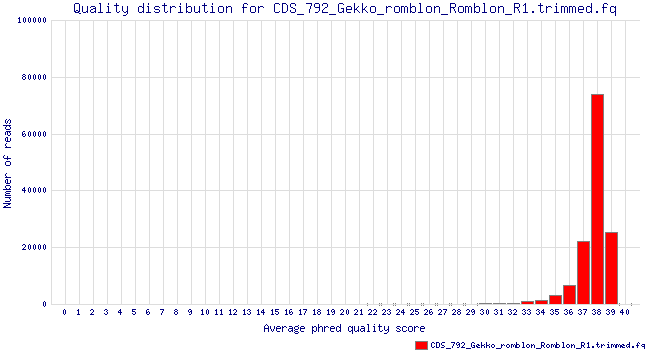 Quality distribution for CDS_792_Gekko_romblon_Romblon_R1.trimmed.fq
100000
80000
60000
40000
20000
0
Number of reads
0 1 2 3 4 5 6 7 8 9 10 11 12 13 14 15 16 17 18 19 20 21 22 23 24 25 26 27 28 29 30 31 32 33 34 35 36 37 38 39 40
Average phred quality score
CDS_792_Gekko_romblon_Romblon_R1.trimmed.fq